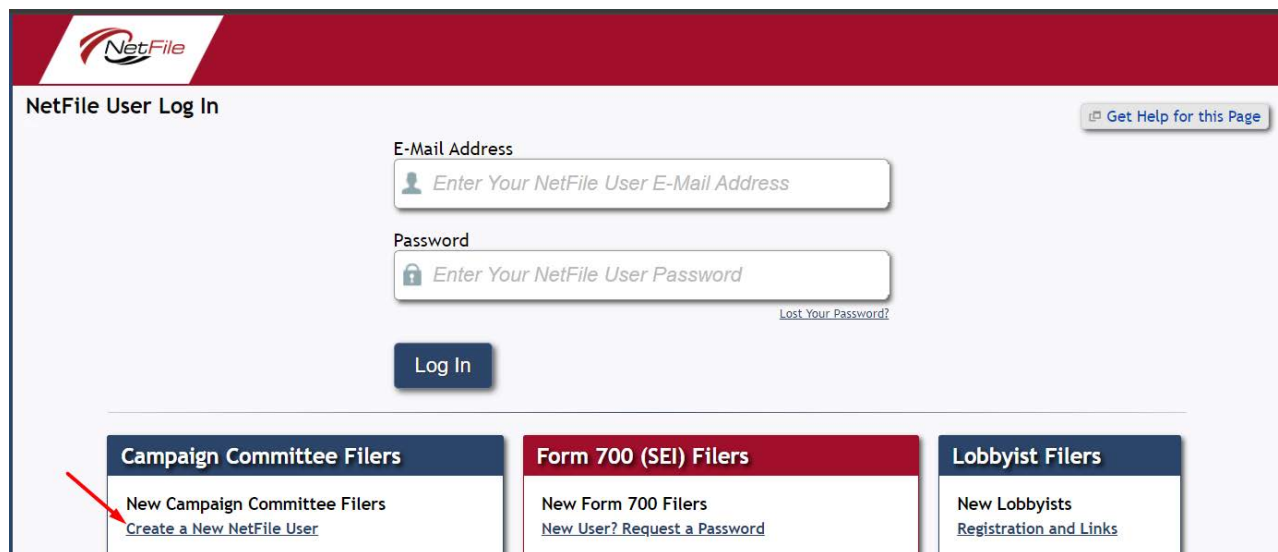 NetFile
NetFile User Log In
Get Help for this Page
E-Mail Address
Enter Your NetFile User E-Mail Address
Password
Enter Your NetFile User Password
Lost Your Password?
Log In
Campaign Committee Filers
New Campaign Committee Filers
Create a New NetFile User
Form 700 (SEI) Filers
New Form 700 Filers
New User? Request a Password
Lobbyist Filers
New Lobbyists
Registration and Links